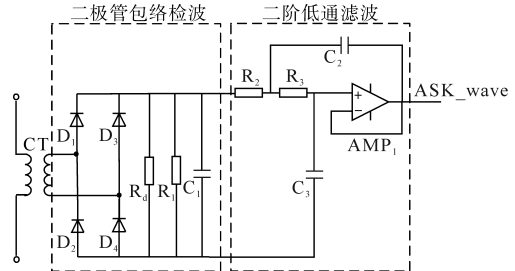 二极管包络检波
二阶低通滤波
C₂
R₂
R₃
ASK_wave
+
−
AMP₁
CT
D₁
D₃
R_d
R₁
C₁
C₃
D₂
D₄